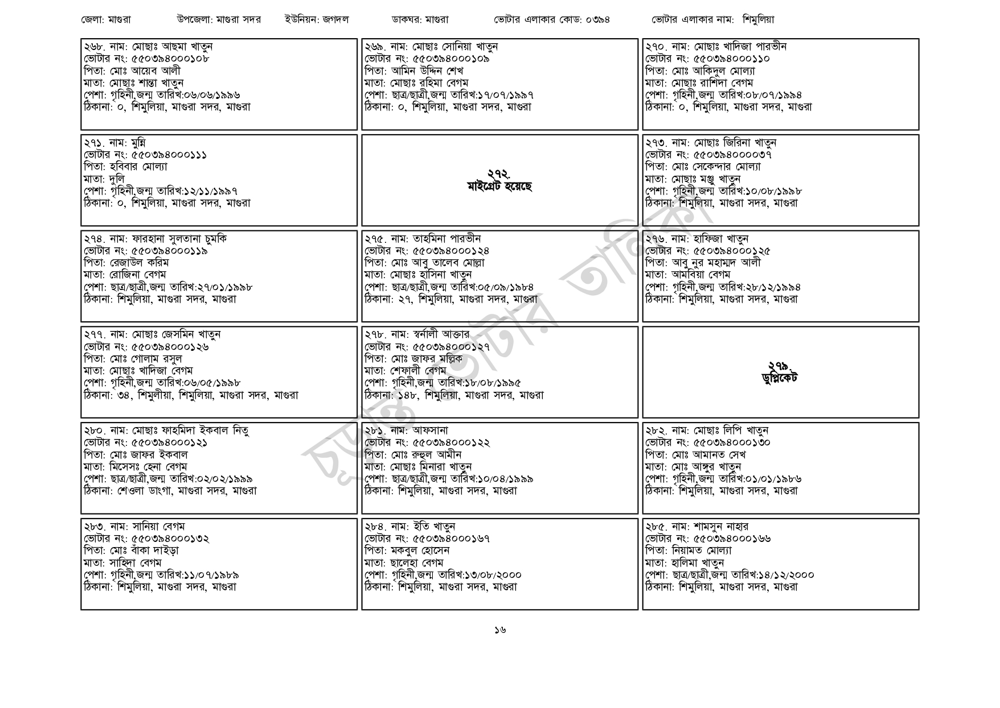 জেলা: মাগুরা উপজেলা: মাগুরা সদর ইউনিয়ন: জগদল ডাকঘর: মাগুরা ভোটার এলাকার কোড: ০৩৯৪ ভোটার এলাকার নাম: শিমুলিয়া
২৬৮. নাম: মোছাঃ আছমা খাতুন
ভোটার নং: ৫৫০৩৯৪০০০১০৮
পিতা: মোঃ আয়েব আলী
মাতা: মোছাঃ শান্তা খাতুন
পেশা: গৃহিনী,জন্ম তারিখ:০৬/০৬/১৯৯৬
ঠিকানা: ০, শিমুলিয়া, মাগুরা সদর, মাগুরা
২৬৯. নাম: মোছাঃ সোনিয়া খাতুন
ভোটার নং: ৫৫০৩৯৪০০০১০৯
পিতা: আমিন উদ্দিন শেখ
মাতা: মোছাঃ রহিমা বেগম
পেশা: ছাত্র/ছাত্রী,জন্ম তারিখ:১৭/০৭/১৯৯৭
ঠিকানা: ০, শিমুলিয়া, মাগুরা সদর, মাগুরা
২৭০. নাম: মোছাঃ খাদিজা পারভীন
ভোটার নং: ৫৫০৩৯৪০০০১১০
পিতা: মোঃ আকিদুল মোল্যা
মাতা: মোছাঃ রাশিদা বেগম
পেশা: গৃহিনী,জন্ম তারিখ:০৮/০৭/১৯৯৪
ঠিকানা: ০, শিমুলিয়া, মাগুরা সদর, মাগুরা
২৭১. নাম: মুন্নি
ভোটার নং: ৫৫০৩৯৪০০০১১১
পিতা: হবিবার মোল্যা
মাতা: দুলি
পেশা: গৃহিনী,জন্ম তারিখ:১২/১১/১৯৯৭
ঠিকানা: ০, শিমুলিয়া, মাগুরা সদর, মাগুরা
২৭২.
মাইগ্রেট হয়েছে
২৭৩. নাম: মোছাঃ জিরিনা খাতুন
ভোটার নং: ৫৫০৩৯৪০০০০৩৭
পিতা: মোঃ সেকেন্দার মোল্যা
মাতা: মোছাঃ মঞ্জু খাতুন
পেশা: গৃহিনী,জন্ম তারিখ:১০/০৮/১৯৯৮
ঠিকানা: শিমুলিয়া, মাগুরা সদর, মাগুরা
২৭৪. নাম: ফারহানা সুলতানা চুমকি
ভোটার নং: ৫৫০৩৯৪০০০১১৯
পিতা: রেজাউল করিম
মাতা: রোজিনা বেগম
পেশা: ছাত্র/ছাত্রী,জন্ম তারিখ:২৭/০১/১৯৯৮
ঠিকানা: শিমুলিয়া, মাগুরা সদর, মাগুরা
২৭৫. নাম: তাহমিনা পারভীন
ভোটার নং: ৫৫০৩৯৪০০০১২৪
পিতা: মোঃ আবু তালেব মোল্লা
মাতা: মোছাঃ হাসিনা খাতুন
পেশা: ছাত্র/ছাত্রী,জন্ম তারিখ:০৫/০৯/১৯৮৪
ঠিকানা: ২৭, শিমুলিয়া, মাগুরা সদর, মাগুরা
২৭৬. নাম: হাফিজা খাতুন
ভোটার নং: ৫৫০৩৯৪০০০১২৫
পিতা: আবু নুর মহাম্মদ আলী
মাতা: আমবিয়া বেগম
পেশা: গৃহিনী,জন্ম তারিখ:২৮/১২/১৯৯৪
ঠিকানা: শিমুলিয়া, মাগুরা সদর, মাগুরা
২৭৭. নাম: মোছাঃ জেসমিন খাতুন
ভোটার নং: ৫৫০৩৯৪০০০১২৬
পিতা: মোঃ গোলাম রসুল
মাতা: মোছাঃ খাদিজা বেগম
পেশা: গৃহিনী,জন্ম তারিখ:০৬/০৫/১৯৯৮
ঠিকানা: ৩৪, শিমুলীয়া, শিমুলিয়া, মাগুরা সদর, মাগুরা
২৭৮. নাম: স্বর্নালী আক্তার
ভোটার নং: ৫৫০৩৯৪০০০১২৭
পিতা: মোঃ জাফর মল্লিক
মাতা: শেফালী বেগম
পেশা: গৃহিনী,জন্ম তারিখ:১৮/০৮/১৯৯৫
ঠিকানা: ১৪৮, শিমুলিয়া, মাগুরা সদর, মাগুরা
২৭৯.
ডুপ্লিকেট
২৮০. নাম: মোছাঃ ফাহমিদা ইকবাল নিতু
ভোটার নং: ৫৫০৩৯৪০০০১২১
পিতা: মোঃ জাফর ইকবাল
মাতা: মিসেসঃ হেনা বেগম
পেশা: ছাত্র/ছাত্রী,জন্ম তারিখ:০২/০২/১৯৯৯
ঠিকানা: শেওলা ডাংগা, মাগুরা সদর, মাগুরা
২৮১. নাম: আফসানা
ভোটার নং: ৫৫০৩৯৪০০০১২২
পিতা: মোঃ রুহুল আমীন
মাতা: মোছাঃ মিনারা খাতুন
পেশা: ছাত্র/ছাত্রী,জন্ম তারিখ:১০/০৪/১৯৯৯
ঠিকানা: শিমুলিয়া, মাগুরা সদর, মাগুরা
২৮২. নাম: মোছাঃ লিপি খাতুন
ভোটার নং: ৫৫০৩৯৪০০০১৩০
পিতা: মোঃ আমানত সেখ
মাতা: মোঃ আঙ্গুর খাতুন
পেশা: গৃহিনী,জন্ম তারিখ:০১/০১/১৯৮৬
ঠিকানা: শিমুলিয়া, মাগুরা সদর, মাগুরা
২৮৩. নাম: সানিয়া বেগম
ভোটার নং: ৫৫০৩৯৪০০০১৩২
পিতা: মোঃ বাঁকা দাইড়া
মাতা: সাহিদা বেগম
পেশা: গৃহিনী,জন্ম তারিখ:১১/০৭/১৯৮৯
ঠিকানা: শিমুলিয়া, মাগুরা সদর, মাগুরা
২৮৪. নাম: ইতি খাতুন
ভোটার নং: ৫৫০৩৯৪০০০১৬৭
পিতা: মকবুল হোসেন
মাতা: ছালেহা বেগম
পেশা: গৃহিনী,জন্ম তারিখ:১৩/০৮/২০০০
ঠিকানা: শিমুলিয়া, মাগুরা সদর, মাগুরা
২৮৫. নাম: শামসুন নাহার
ভোটার নং: ৫৫০৩৯৪০০০১৬৬
পিতা: নিয়ামত মোল্যা
মাতা: হালিমা খাতুন
পেশা: ছাত্র/ছাত্রী,জন্ম তারিখ:১৪/১২/২০০০
ঠিকানা: শিমুলিয়া, মাগুরা সদর, মাগুরা
চূড়ান্ত ভোটার তালিকা
১৬